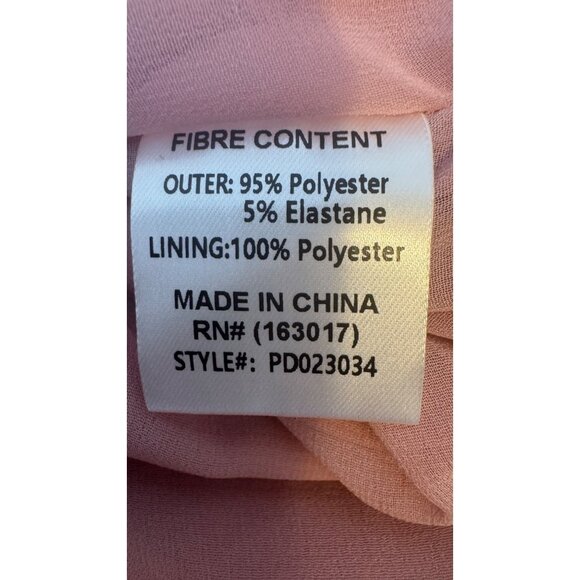 FIBRE CONTENT
OUTER: 95% Polyester
5% Elastane
LINING:100% Polyester
MADE IN CHINA
RN# (163017)
STYLE#: PD023034